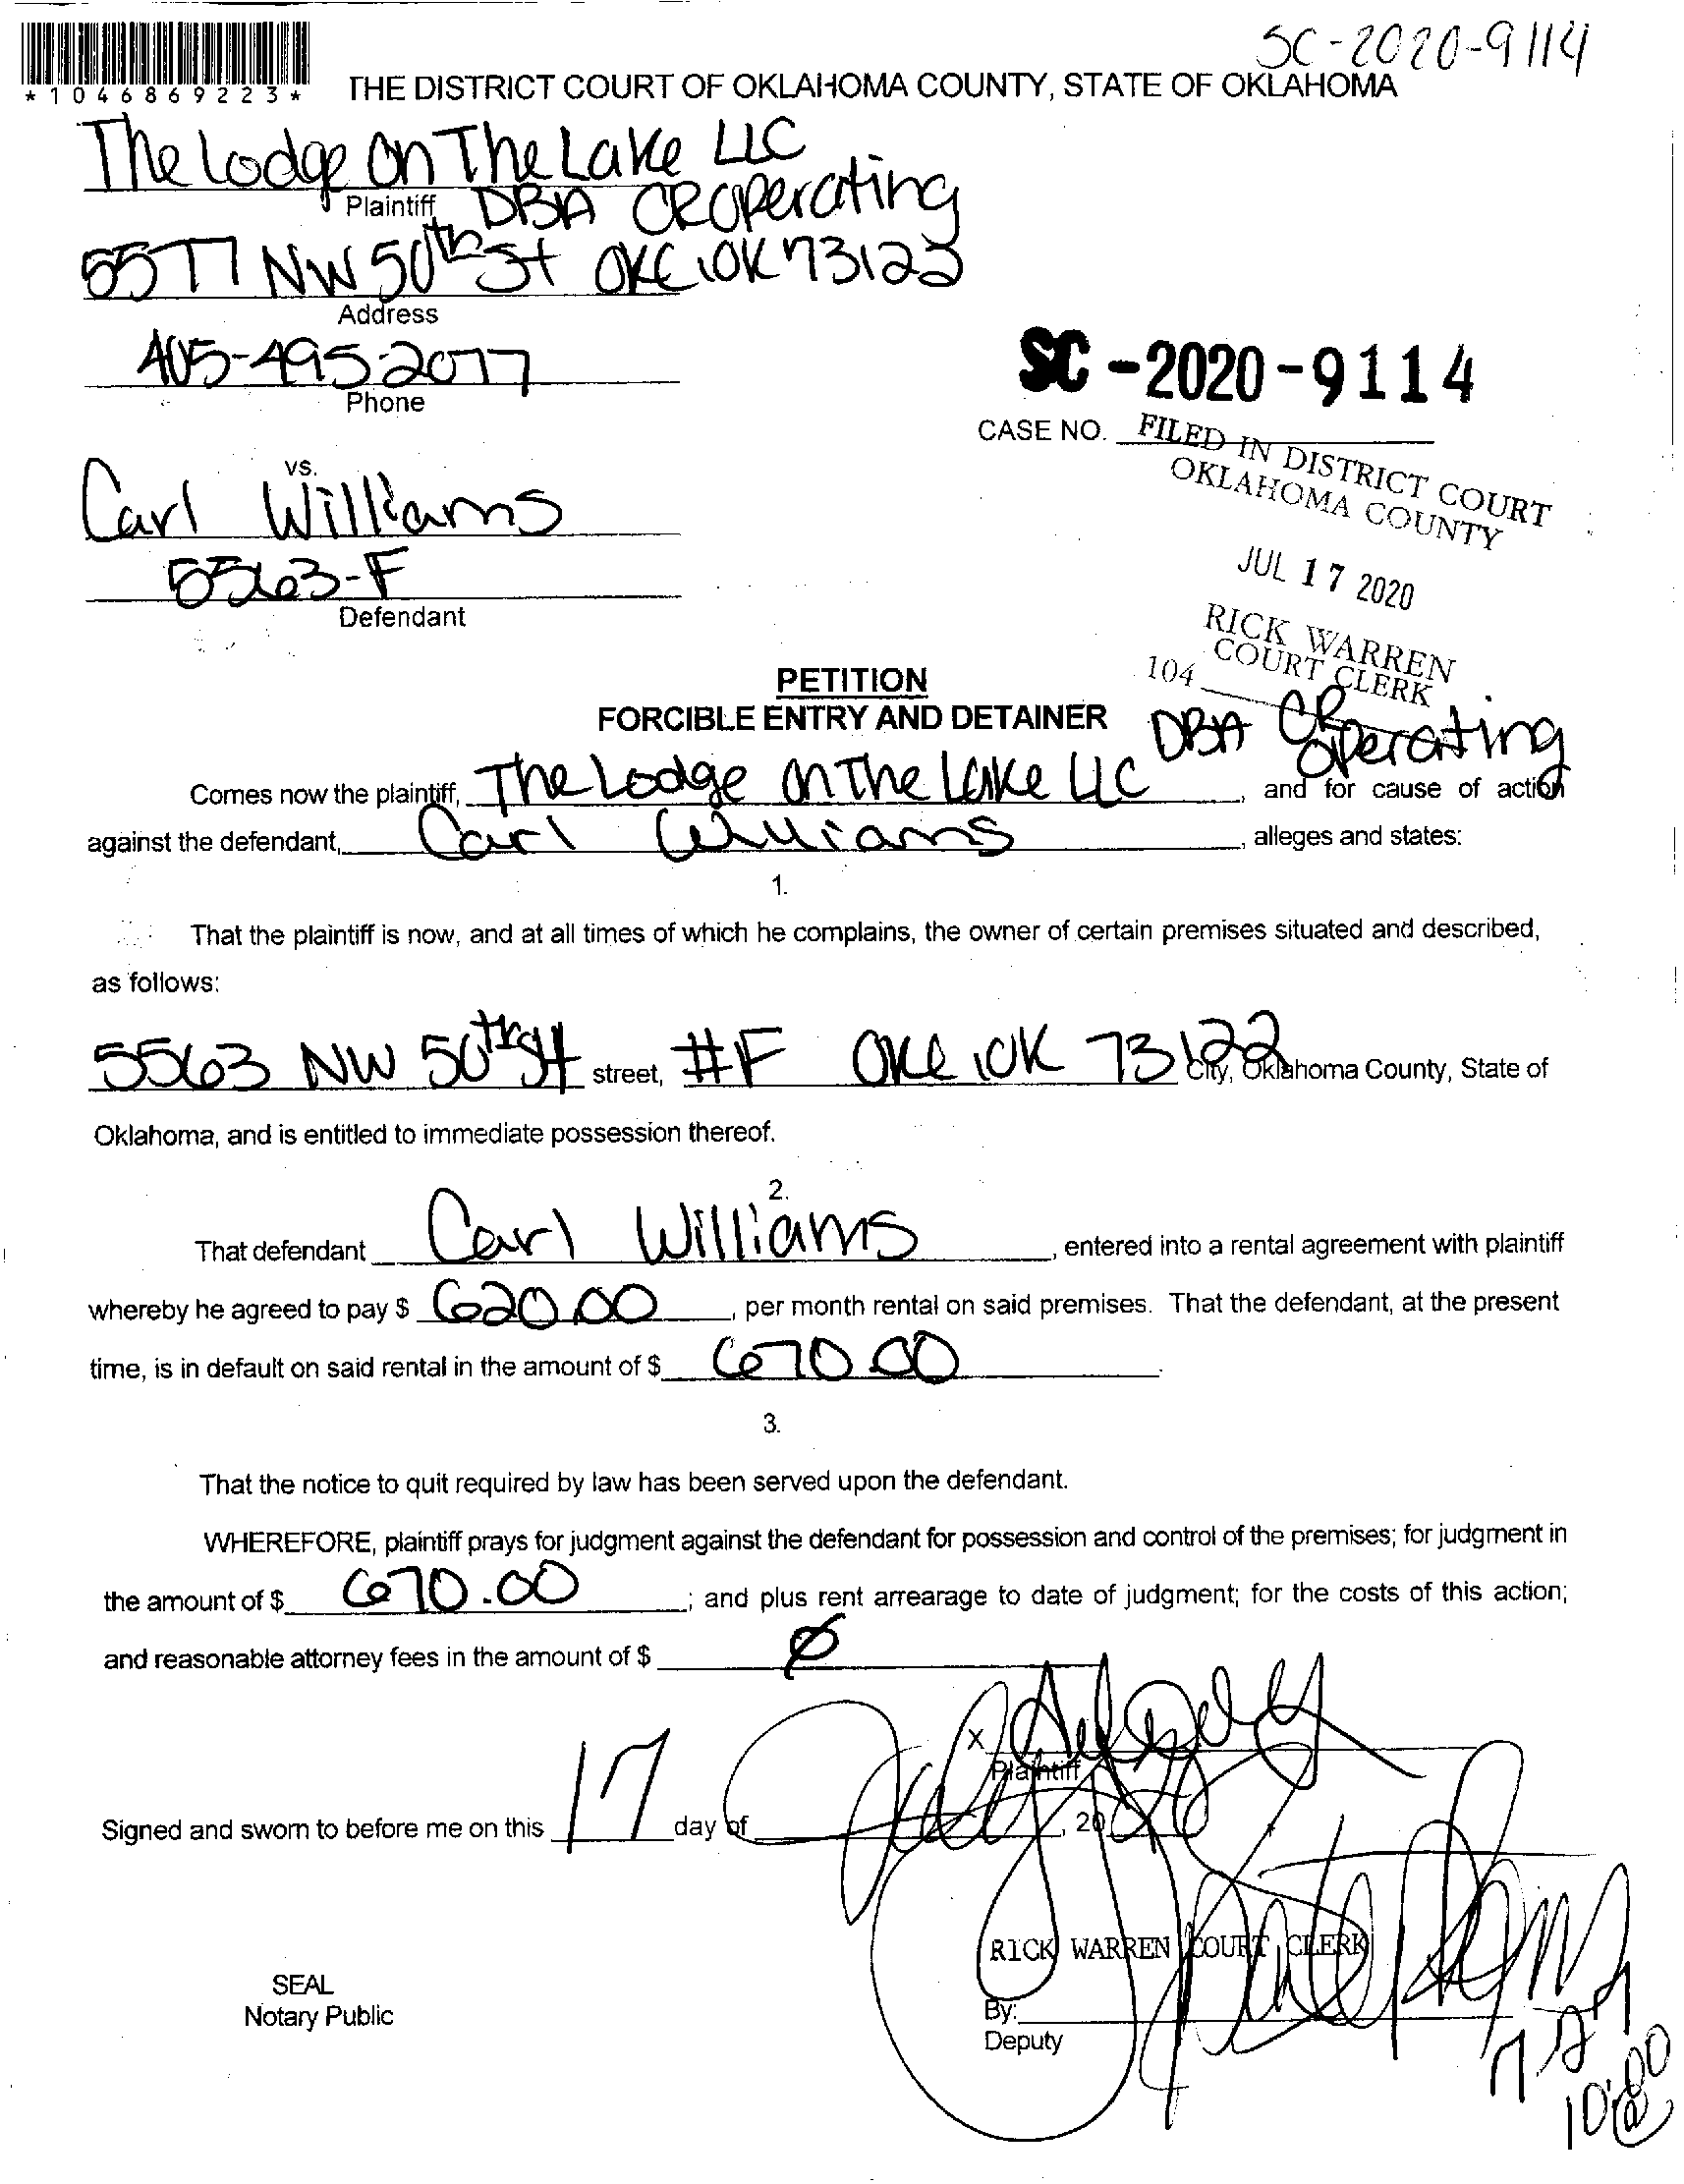 SC-2020-9114
*1046869223*
THE DISTRICT COURT OF OKLAHOMA COUNTY, STATE OF OKLAHOMA
The Lodge On The Lake LLC
Plaintiff DBA CROperating
5577 NW 50th St OKC, OK 73122
Address
405-495-2077
Phone
SC-2020-9114
CASE NO.
FILED IN DISTRICT COURT
OKLAHOMA COUNTY
JUL 17 2020
RICK WARREN
COURT CLERK
104
vs.
Carl Williams
5563-F
Defendant
PETITION
FORCIBLE ENTRY AND DETAINER
DBA CR Operating
Comes now the plaintiff, The Lodge On The Lake LLC, and for cause of action
against the defendant, Carl Williams, alleges and states:
1.
That the plaintiff is now, and at all times of which he complains, the owner of certain premises situated and described,
as follows:
5563 NW 50th St street, #F OKC, OK 73122 City, Oklahoma County, State of
Oklahoma, and is entitled to immediate possession thereof.
2.
That defendant Carl Williams, entered into a rental agreement with plaintiff
whereby he agreed to pay $ 620.00, per month rental on said premises. That the defendant, at the present
time, is in default on said rental in the amount of $ 670.00.
3.
That the notice to quit required by law has been served upon the defendant.
WHEREFORE, plaintiff prays for judgment against the defendant for possession and control of the premises; for judgment in
the amount of $ 670.00; and plus rent arrearage to date of judgment; for the costs of this action;
and reasonable attorney fees in the amount of $ Ø
X
Plaintiff
Signed and sworn to before me on this 17 day of July, 2020
RICK WARREN COURT CLERK
SEAL
Notary Public
By:
Deputy
10:00